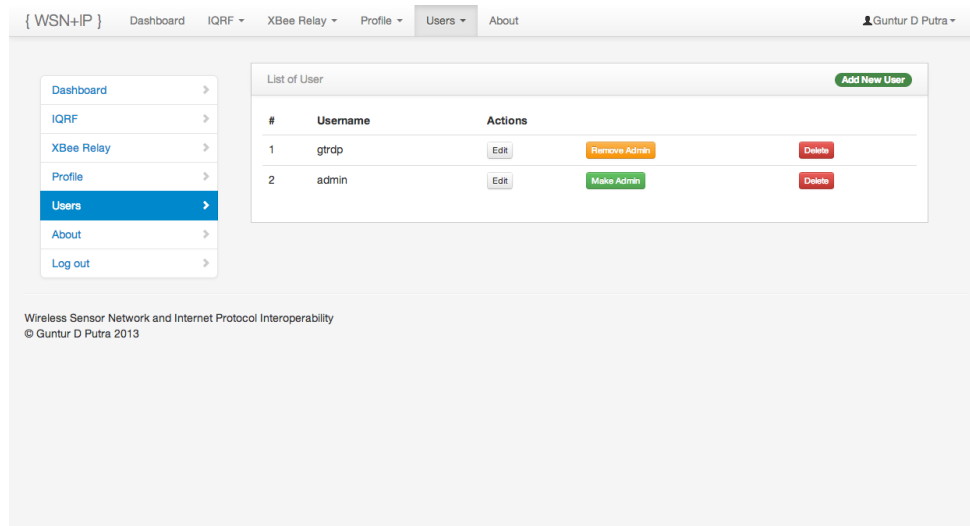 { WSN+IP } Dashboard IQRF XBee Relay Profile Users About Guntur D Putra
Dashboard
IQRF
XBee Relay
Profile
Users
About
Log out
List of User Add New User
# Username Actions
1 gtrdp Edit Remove Admin Delete
2 admin Edit Make Admin Delete
Wireless Sensor Network and Internet Protocol Interoperability
© Guntur D Putra 2013